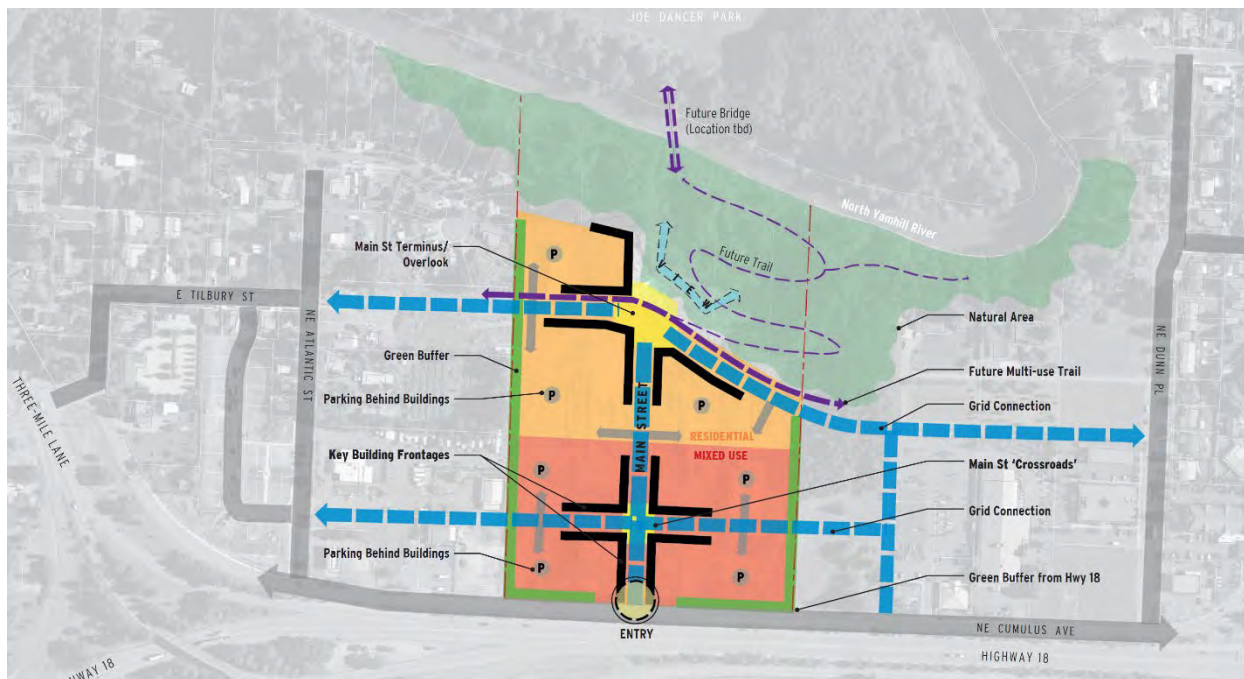 JOE DANCER PARK
Future Bridge
(Location tbd)
North Yamhill River
Main St Terminus/
Overlook
P
VIEW
Future Trail
E TILBURY ST
NE ATLANTIC ST
Natural Area
NE DUNN PL
Green Buffer
Future Multi-use Trail
THREE-MILE LANE
Parking Behind Buildings
P
P
Grid Connection
MAIN STREET
RESIDENTIAL
MIXED USE
Key Building Frontages
Main St 'Crossroads'
P
P
Grid Connection
Parking Behind Buildings
P
P
Green Buffer from Hwy 18
ENTRY
NE CUMULUS AVE
HIGHWAY 18
HIGHWAY 18